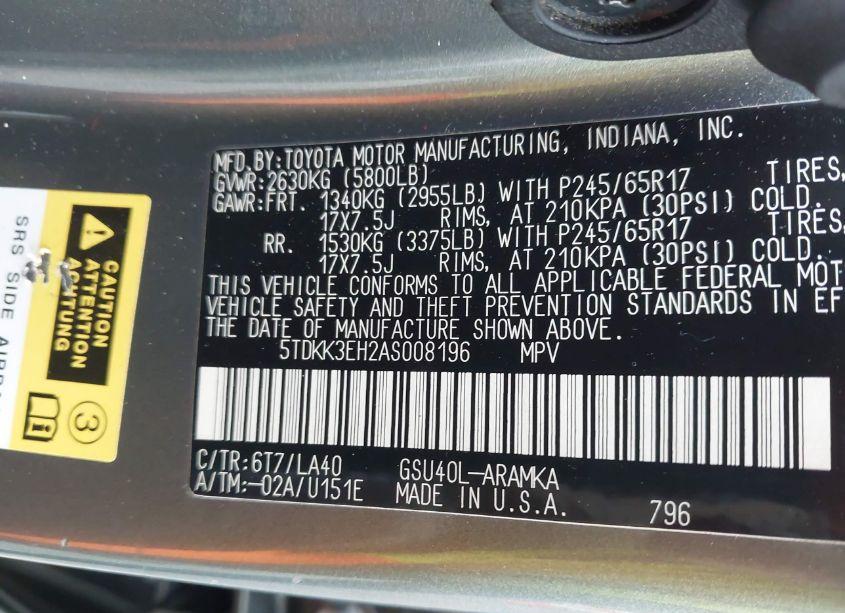 MFD. BY: TOYOTA MOTOR MANUFACTURING, INDIANA, INC.
GVWR: 2630KG (5800LB)
GAWR: FRT. 1340KG (2955LB) WITH P245/65R17 TIRES,
17X7.5J RIMS, AT 210KPA (30PSI) COLD.
RR. 1530KG (3375LB) WITH P245/65R17 TIRES,
17X7.5J RIMS, AT 210KPA (30PSI) COLD.
THIS VEHICLE CONFORMS TO ALL APPLICABLE FEDERAL MOT
VEHICLE SAFETY AND THEFT PREVENTION STANDARDS IN EF
THE DATE OF MANUFACTURE SHOWN ABOVE.
5TDKK3EH2AS008196 MPV
C/TR: 6T7/LA40 GSU40L-ARAMKA
A/TM: -02A/U151E MADE IN U.S.A. 796
CAUTION
ATTENTION
ACHTUNG
3
SRS SIDE